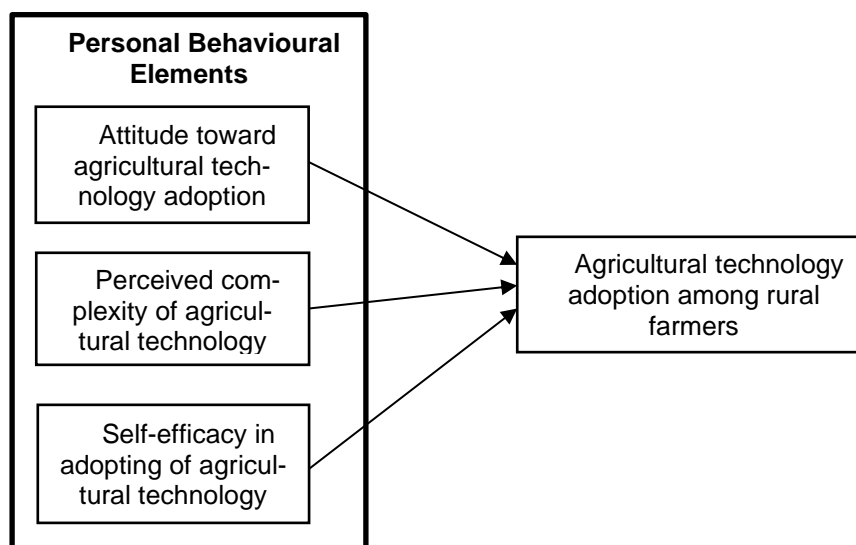 Personal Behavioural
Elements
Attitude toward
agricultural tech-
nology adoption
Perceived com-
plexity of agricul-
tural technology
Self-efficacy in
adopting of agricul-
tural technology
Agricultural technology
adoption among rural
farmers